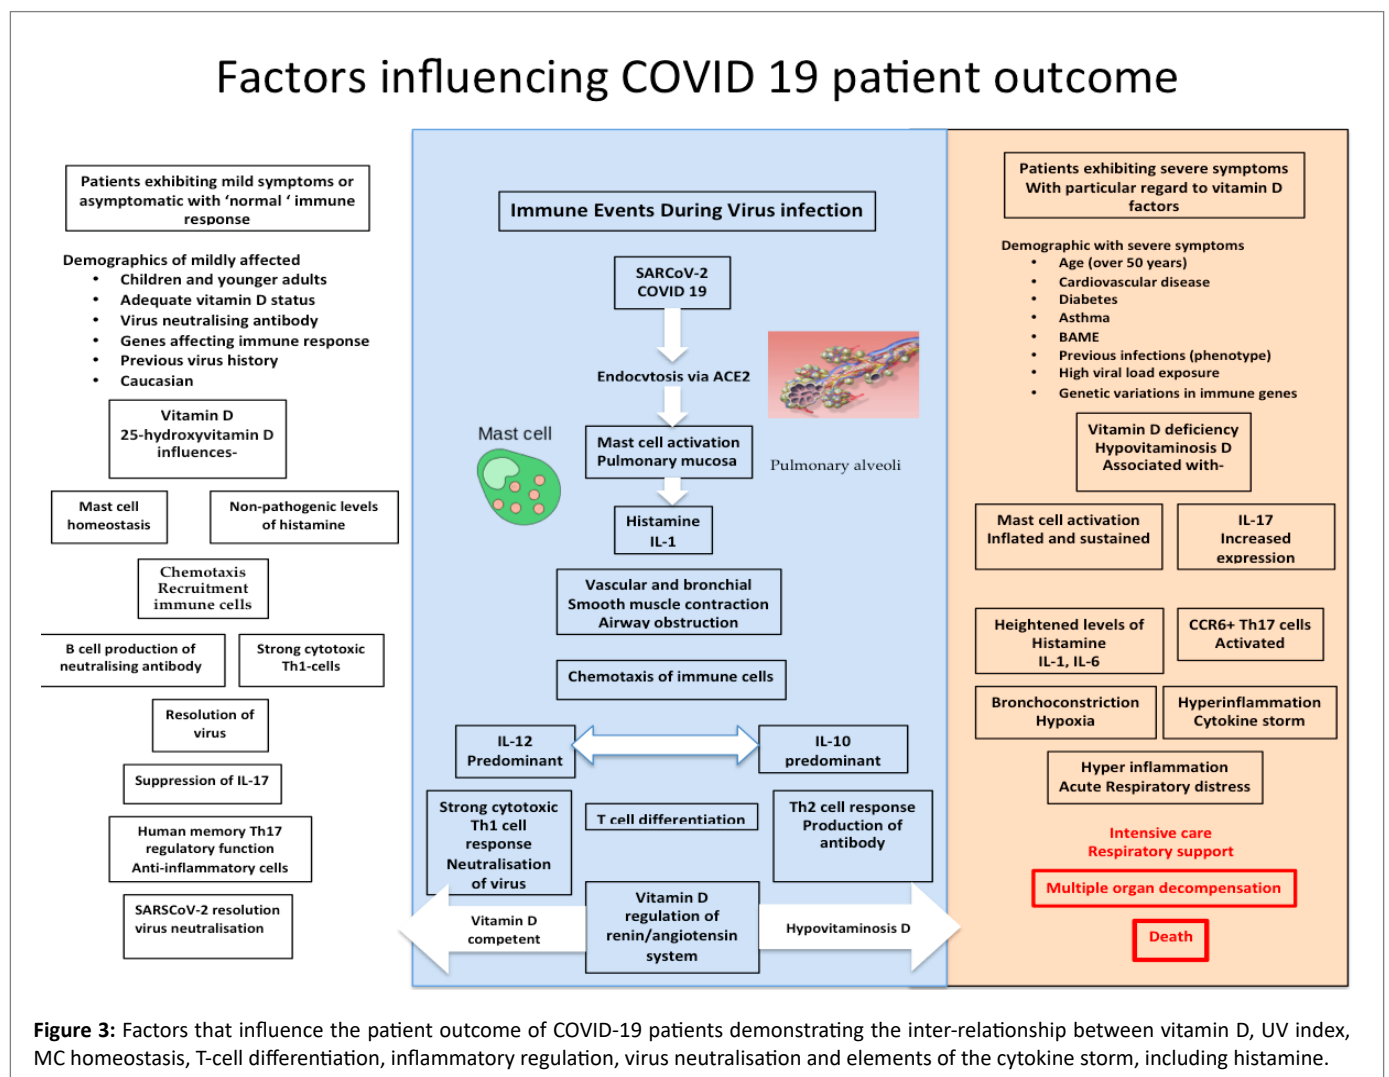 Factors influencing COVID 19 patient outcome
Patients exhibiting mild symptoms or
asymptomatic with ‘normal ‘ immune
response
Demographics of mildly affected
• Children and younger adults
• Adequate vitamin D status
• Virus neutralising antibody
• Genes affecting immune response
• Previous virus history
• Caucasian
Vitamin D
25-hydroxyvitamin D
influences-
Mast cell
homeostasis
Non-pathogenic levels
of histamine
Chemotaxis
Recruitment
immune cells
B cell production of
neutralising antibody
Strong cytotoxic
Th1-cells
Resolution of
virus
Suppression of IL-17
Human memory Th17
regulatory function
Anti-inflammatory cells
SARSCoV-2 resolution
virus neutralisation
Immune Events During Virus infection
SARCoV-2
COVID 19
Endocytosis via ACE2
Mast cell
Mast cell activation
Pulmonary mucosa
Pulmonary alveoli
Histamine
IL-1
Vascular and bronchial
Smooth muscle contraction
Airway obstruction
Chemotaxis of immune cells
IL-12
Predominant
IL-10
predominant
Strong cytotoxic
Th1 cell
response
Neutralisation
of virus
T cell differentiation
Th2 cell response
Production of
antibody
Vitamin D
competent
Vitamin D
regulation of
renin/angiotensin
system
Hypovitaminosis D
Patients exhibiting severe symptoms
With particular regard to vitamin D
factors
Demographic with severe symptoms
• Age (over 50 years)
• Cardiovascular disease
• Diabetes
• Asthma
• BAME
• Previous infections (phenotype)
• High viral load exposure
• Genetic variations in immune genes
Vitamin D deficiency
Hypovitaminosis D
Associated with-
Mast cell activation
Inflated and sustained
IL-17
Increased
expression
Heightened levels of
Histamine
IL-1, IL-6
CCR6+ Th17 cells
Activated
Bronchoconstriction
Hypoxia
Hyperinflammation
Cytokine storm
Hyper inflammation
Acute Respiratory distress
Intensive care
Respiratory support
Multiple organ decompensation
Death
Figure 3: Factors that influence the patient outcome of COVID-19 patients demonstrating the inter-relationship between vitamin D, UV index,
MC homeostasis, T-cell differentiation, inflammatory regulation, virus neutralisation and elements of the cytokine storm, including histamine.